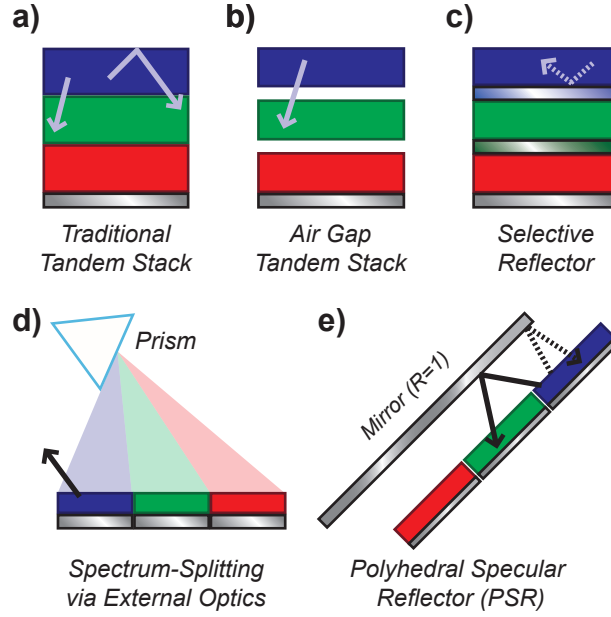 a)
b)
c)
Traditional
Tandem Stack
Air Gap
Tandem Stack
Selective
Reflector
d)
Prism
e)
Mirror (R=1)
Spectrum-Splitting
via External Optics
Polyhedral Specular
Reflector (PSR)